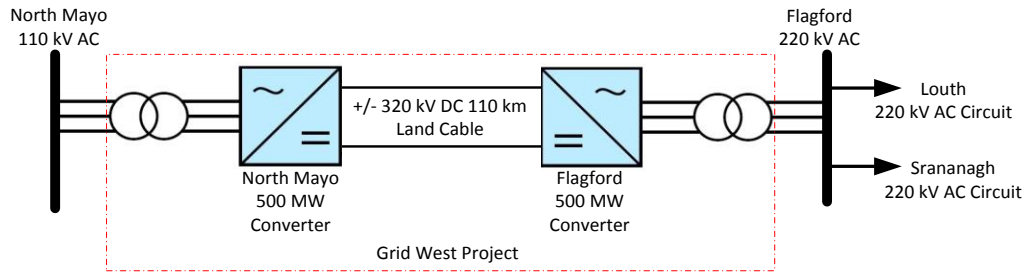 North Mayo
110 kV AC
Flagford
220 kV AC
+/- 320 kV DC 110 km
Land Cable
Louth
220 kV AC Circuit
Srananagh
220 kV AC Circuit
North Mayo
500 MW
Converter
Flagford
500 MW
Converter
Grid West Project